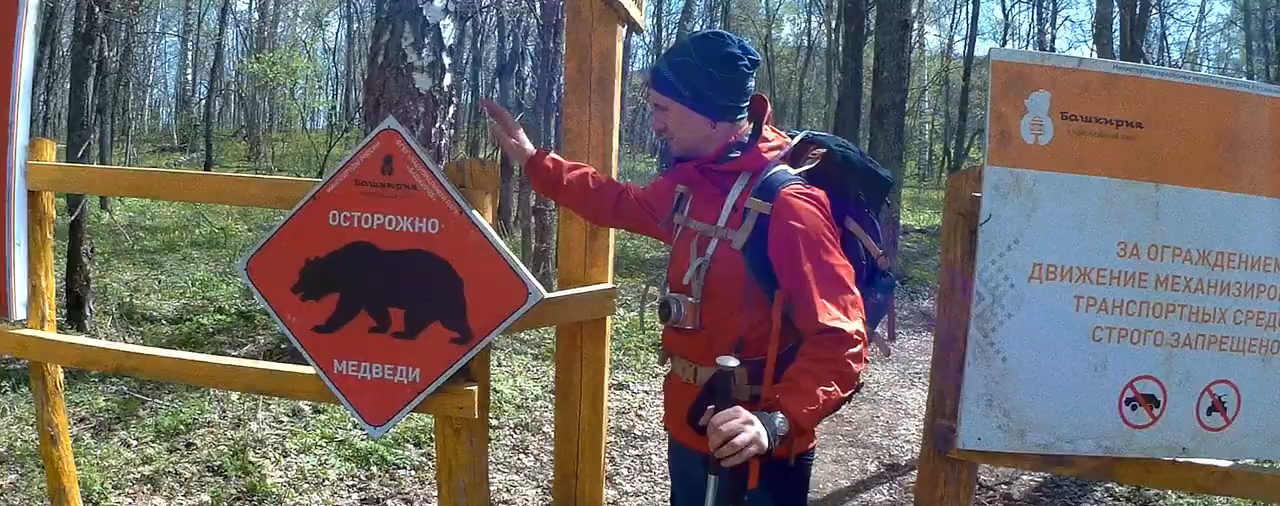 Башкирия
ОСТОРОЖНО
МЕДВЕДИ
Башкирия
ЗА ОГРАЖДЕНИЕМ
ДВИЖЕНИЕ МЕХАНИЗИРО
ТРАНСПОРТНЫХ СРЕД
СТРОГО ЗАПРЕЩЕНО